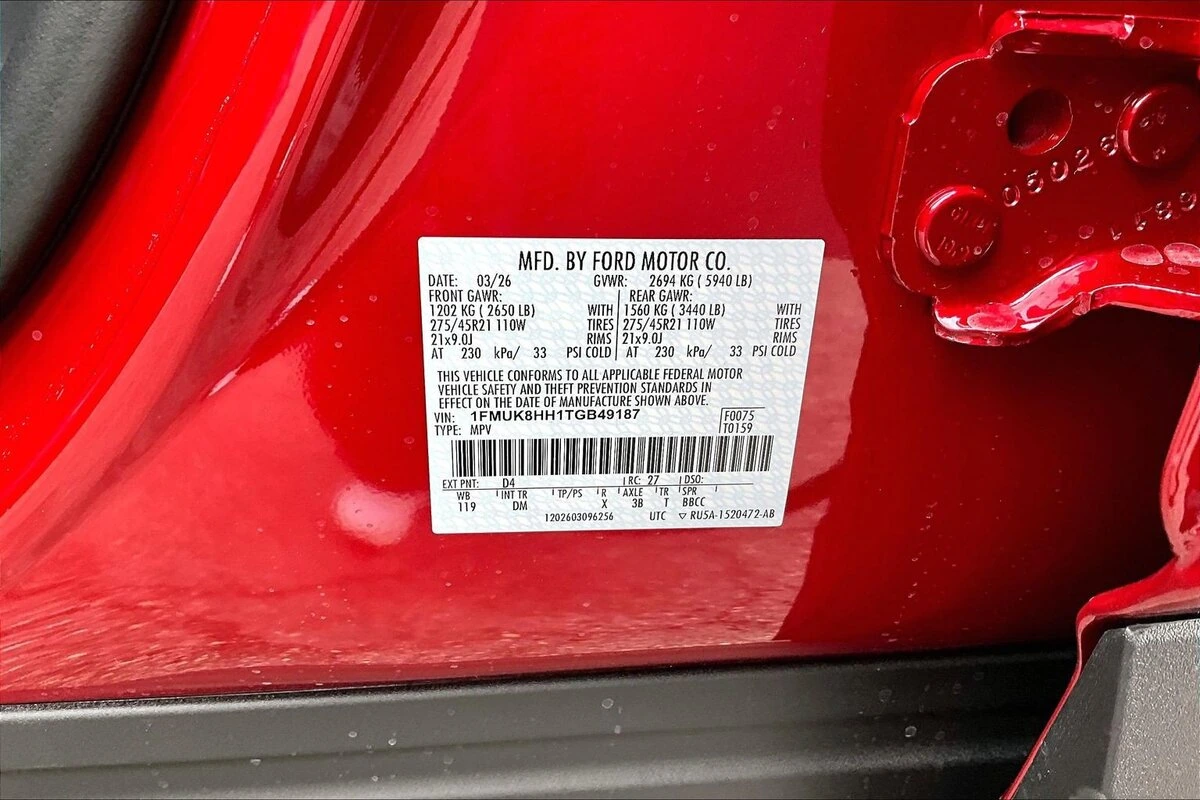 MFD. BY FORD MOTOR CO.
DATE: 03/26 GVWR: 2694 KG ( 5940 LB)
FRONT GAWR: REAR GAWR:
1202 KG ( 2650 LB) WITH 1560 KG ( 3440 LB) WITH
275/45R21 110W TIRES 275/45R21 110W TIRES
21x9.0J RIMS 21x9.0J RIMS
AT 230 kPa/ 33 PSI COLD AT 230 kPa/ 33 PSI COLD
THIS VEHICLE CONFORMS TO ALL APPLICABLE FEDERAL MOTOR
VEHICLE SAFETY AND THEFT PREVENTION STANDARDS IN
EFFECT ON THE DATE OF MANUFACTURE SHOWN ABOVE.
VIN: 1FMUK8HH1TGB49187 F0075
TYPE: MPV T0159
EXT PNT: D4 RC: 27 DSO:
WB INT TR TP/PS R AXLE TR SPR
119 DM X 3B T BBCC
1202603096256 UTC ▽ RU5A-1520472-AB
05026